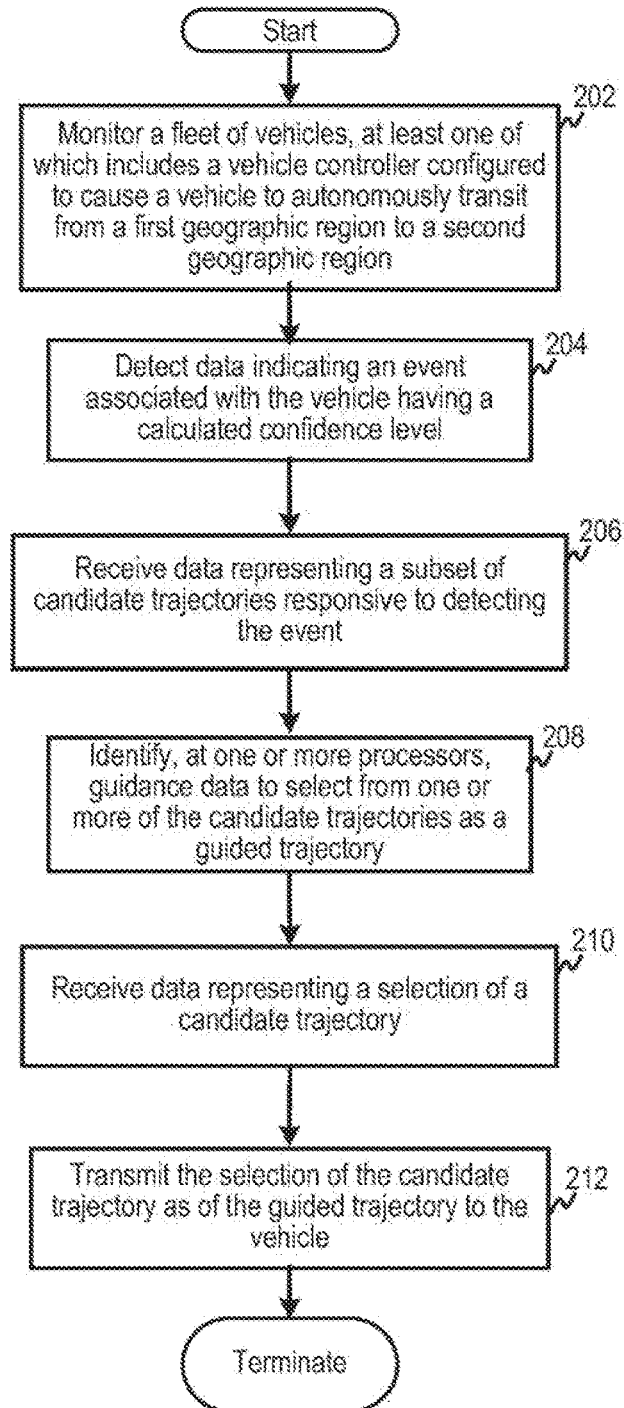 Start
202
Monitor a fleet of vehicles, at least one of
which includes a vehicle controller configured
to cause a vehicle to autonomously transit
from a first geographic region to a second
geographic region
204
Detect data indicating an event
associated with the vehicle having a
calculated confidence level
206
Receive data representing a subset of
candidate trajectories responsive to detecting
the event
208
Identify, at one or more processors,
guidance data to select from one or
more of the candidate trajectories as a
guided trajectory
210
Receive data representing a selection of a
candidate trajectory
212
Transmit the selection of the candidate
trajectory as of the guided trajectory to the
vehicle
Terminate